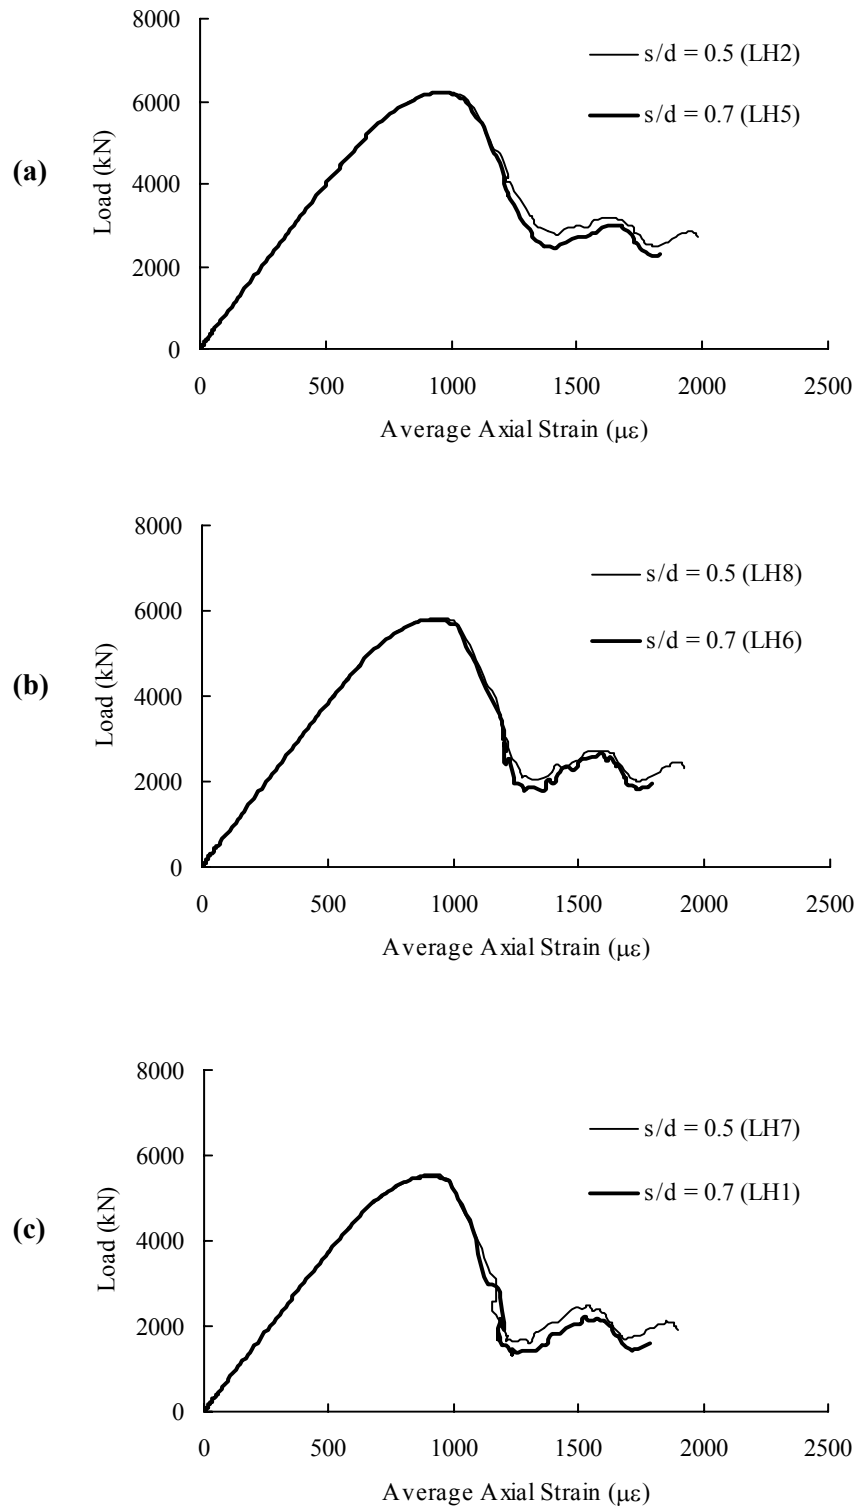 8000
s/d = 0.5 (LH2)
6000
s/d = 0.7 (LH5)
(a)
Load (kN)
4000
2000
0
0 500 1000 1500 2000 2500
Average Axial Strain (με)
8000
s/d = 0.5 (LH8)
6000
s/d = 0.7 (LH6)
(b)
Load (kN)
4000
2000
0
0 500 1000 1500 2000 2500
Average Axial Strain (με)
8000
s/d = 0.5 (LH7)
6000
s/d = 0.7 (LH1)
(c)
Load (kN)
4000
2000
0
0 500 1000 1500 2000 2500
Average Axial Strain (με)